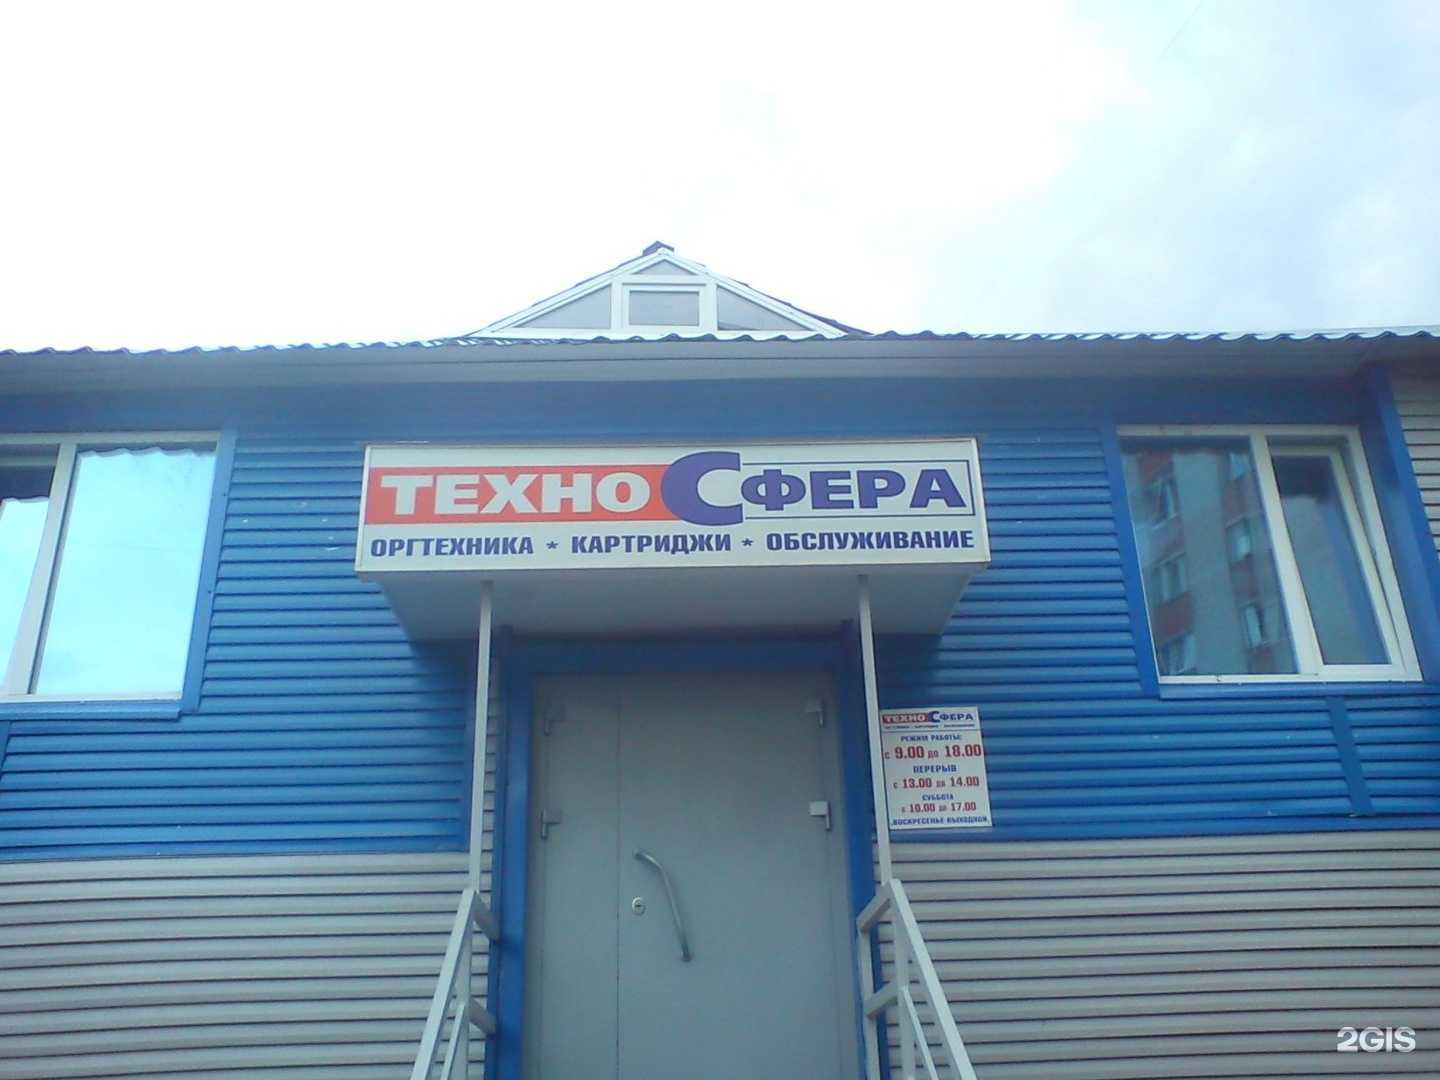 ТЕХНОСФЕРА
ОРГТЕХНИКА * КАРТРИДЖИ * ОБСЛУЖИВАНИЕ
ТЕХНОСФЕРА
РЕЖИМ РАБОТЫ:
с 9.00 до 18.00
ПЕРЕРЫВ
с 13.00 до 14.00
СУББОТА
с 10.00 до 17.00
ВОСКРЕСЕНЬЕ ВЫХОДНОЙ
2GIS